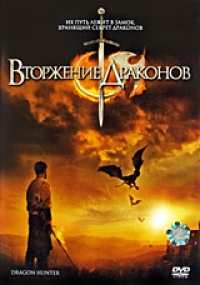 ИХ ПУТЬ ЛЕЖИТ В ЗАМОК,
ХРАНЯЩИЙ СЕКРЕТ ДРАКОНОВ
ВТОРЖЕНИЕ ДРАКОНОВ
DRAGON HUNTER
DVD